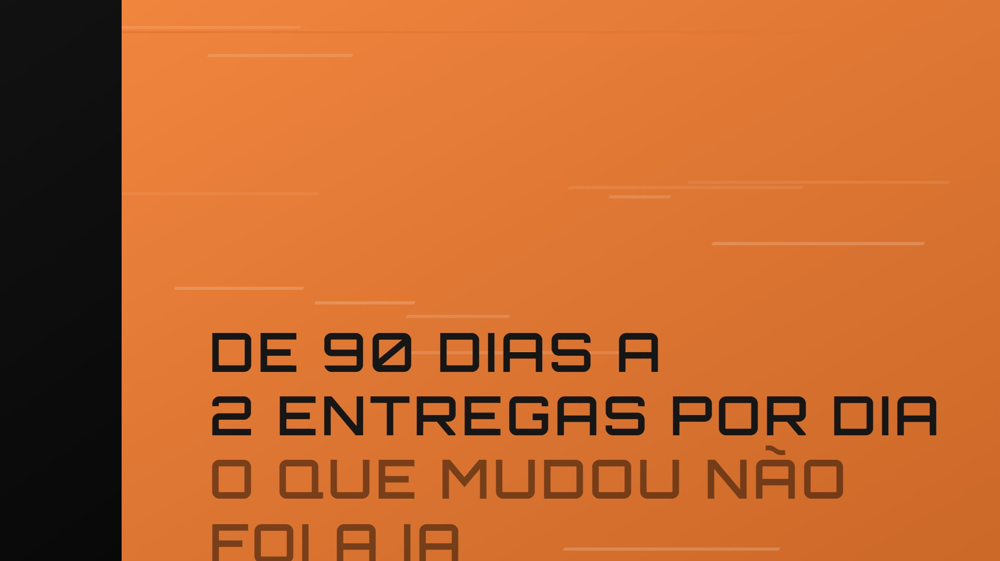 DE 90 DIAS A
2 ENTREGAS POR DIA
O QUE MUDOU NÃO
FOI A IA